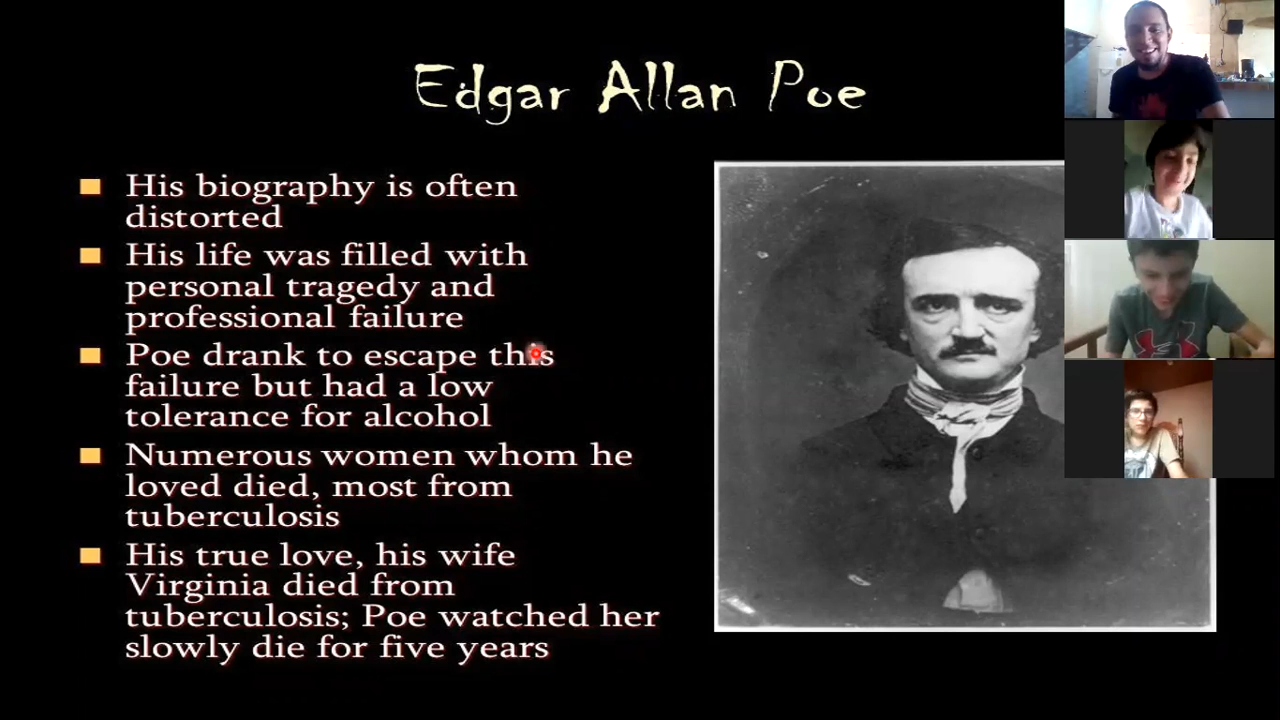 Edgar Allan Poe
His biography is often
distorted
His life was filled with
personal tragedy and
professional failure
Poe drank to escape this
failure but had a low
tolerance for alcohol
Numerous women whom he
loved died, most from
tuberculosis
His true love, his wife
Virginia died from
tuberculosis; Poe watched her
slowly die for five years